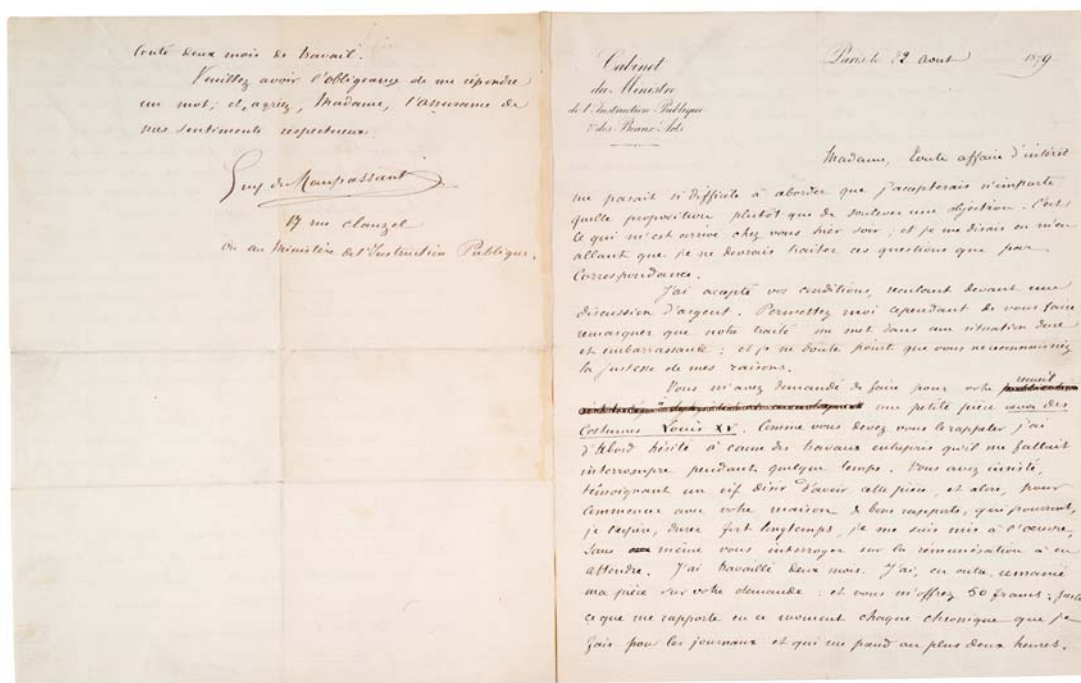 Cabinet
du Ministre
de l'Instruction Publique
& des Beaux-Arts
Paris le 22 aout 1879
Madame, Toute affaire d'intérêt
me parait si difficile à aborder que j'accepterais n'importe
quelle proposition plutôt que de soulever une objection. C'est
ce qui m'est arrivé chez vous hier soir ; et je me disais en m'en
allant que je ne devrais traiter ces questions que par
Correspondance.
J'ai accepté vos conditions, reculant devant une
discussion d'argent. Permettez moi cependant de vous faire
remarquer que notre traité me met dans une situation dure
et embarrassante ; et je ne doute point que vous ne reconnaissiez
la justesse de mes raisons.
Vous m'avez demandé de faire pour votre recueil
une petite pièce avec des
Costumes Louis XV. Comme vous devez vous le rappeler j'ai
d'abord hésité à cause des travaux entrepris qu'il me fallait
interrompre pendant quelque temps. Vous avez insisté,
témoignant un vif désir d'avoir cette pièce, et alors, pour
commencer avec votre maison de bons rapports, qui pourront,
je l'espère, durer fort longtemps, je me suis mis à l'œuvre,
sans même vous interroger sur la rémunération à en
attendre. J'ai travaillé deux mois. J'ai, en outre, remanié
ma pièce sur votre demande ; et vous m'offrez 50 francs ; juste
ce que me rapporte en ce moment chaque chronique que je
fais pour les journaux et qui me prend au plus deux heures.
couté deux mois de travail.
Veuillez avoir l'obligeance de me répondre
un mot ; et, agréez, Madame, l'assurance de
mes sentiments respectueux.
Guy de Maupassant
17 rue Clauzel
ou au Ministère de l'Instruction Publique.